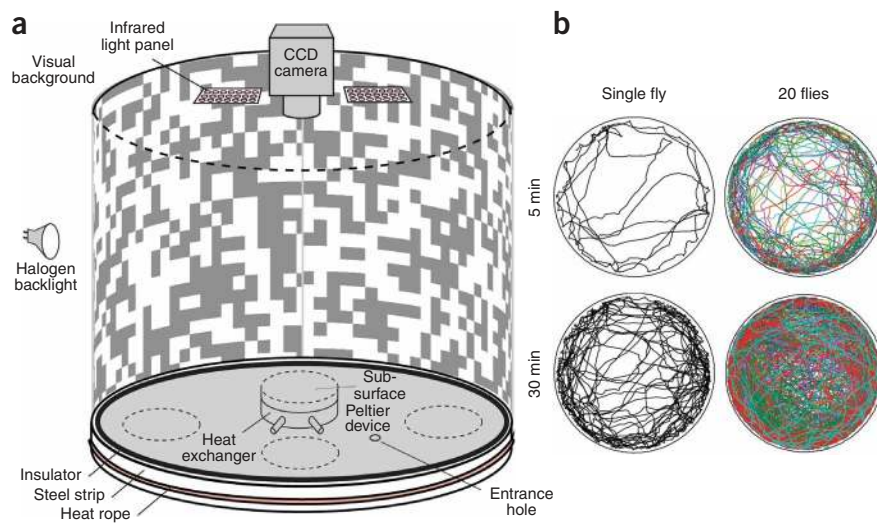 a
Infrared
light panel
Visual
background
CCD
camera
Halogen
backlight
Sub-
surface
Peltier
device
Heat
exchanger
Insulator
Steel strip
Heat rope
Entrance
hole
b
Single fly
20 flies
5 min
30 min